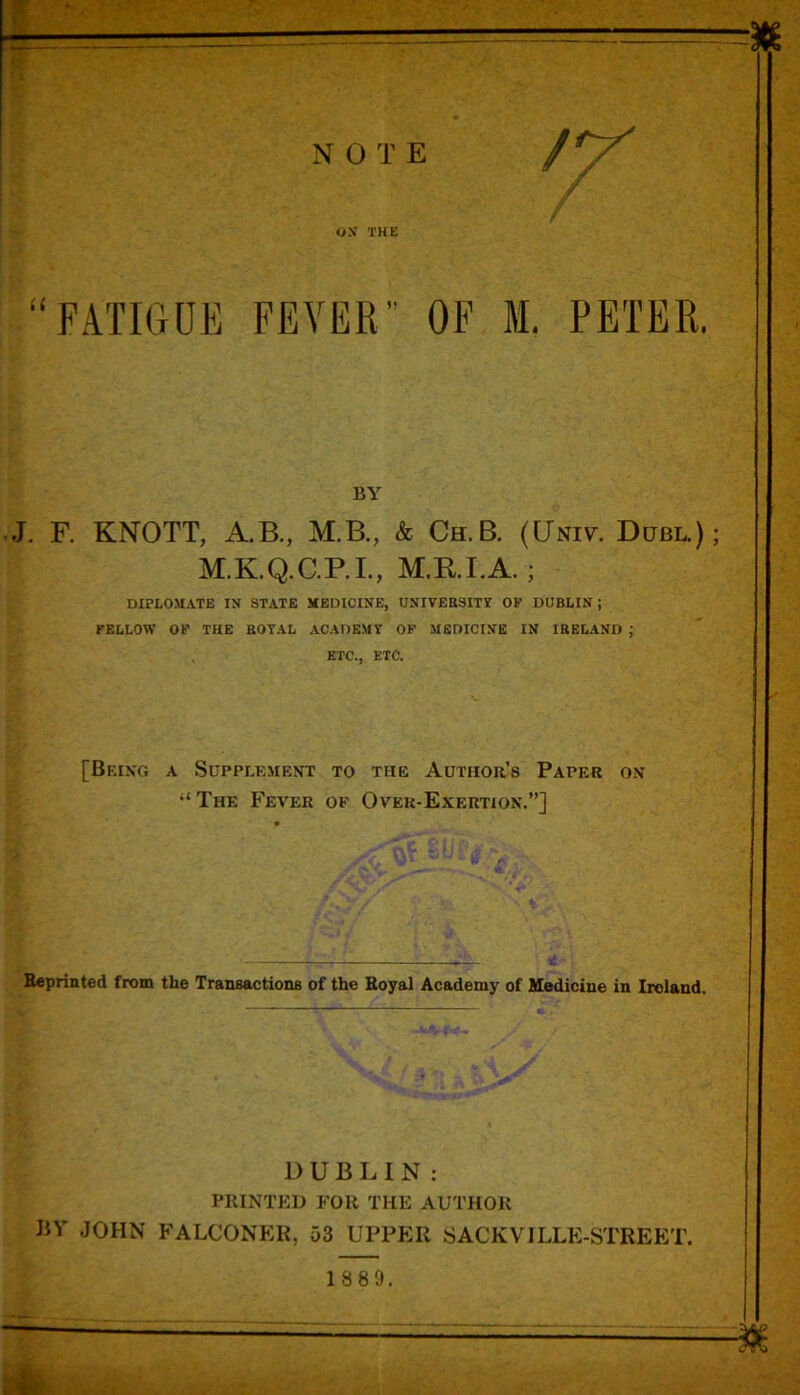 NOTE
17
ON THE
"FATIGUE FEVER" OF M. PETER.
BY
J. F. KNOTT, A.B., M.B., & Ch.B. (Univ. Dubl.);
M.K.Q.C.P.I., M.R.I.A.;
DIPLOMATE IN STATE MEDICINE, UNIVERSITY OF DUBLIN;
FELLOW OF THE ROYAL ACADEMY OF MEDICINE IN IRELAND;
ETC., ETC.
[Being a Supplement to the Author's Paper on
"The Fever of Over-Exertion."]
OF SUR
Reprinted from the Transactions of the Royal Academy of Medicine in Ireland.
DUBLIN:
PRINTED FOR THE AUTHOR
BY JOHN FALCONER, 53 UPPER SACKVILLE-STREET.
1889.